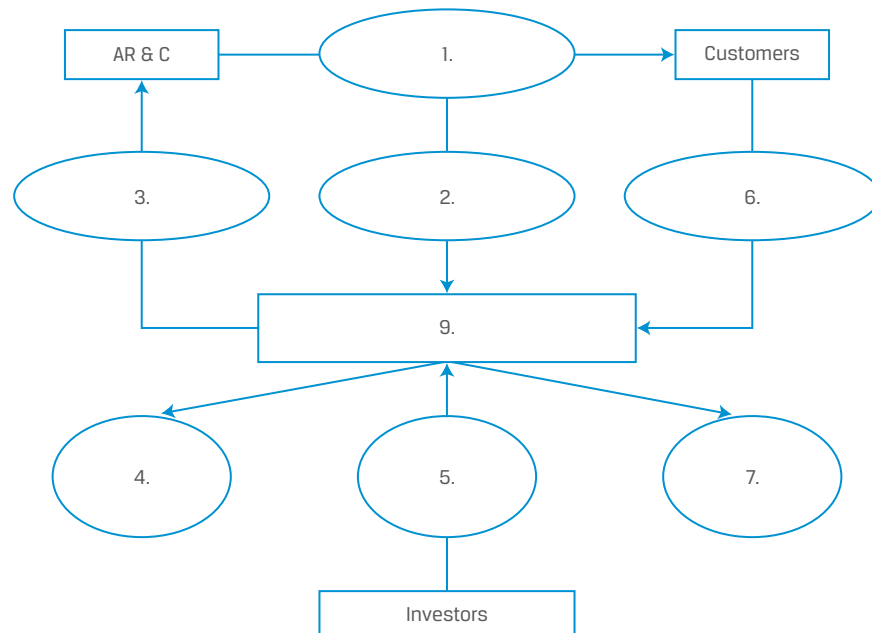 AR & C
1.
Customers
3.
2.
6.
9.
4.
5.
7.
Investors